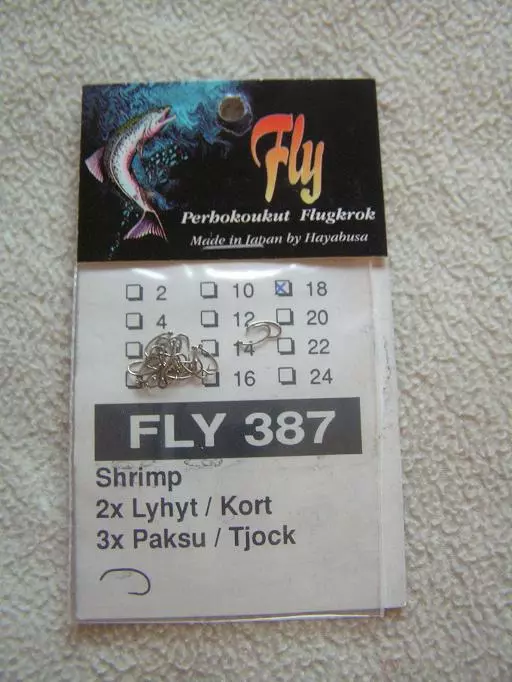 Fly
Perhokoukut Flugkrok
Made in Japan by Hayabusa
2 10 18
4 12 20
14 22
16 24
FLY 387
Shrimp
2x Lyhyt / Kort
3x Paksu / Tjock